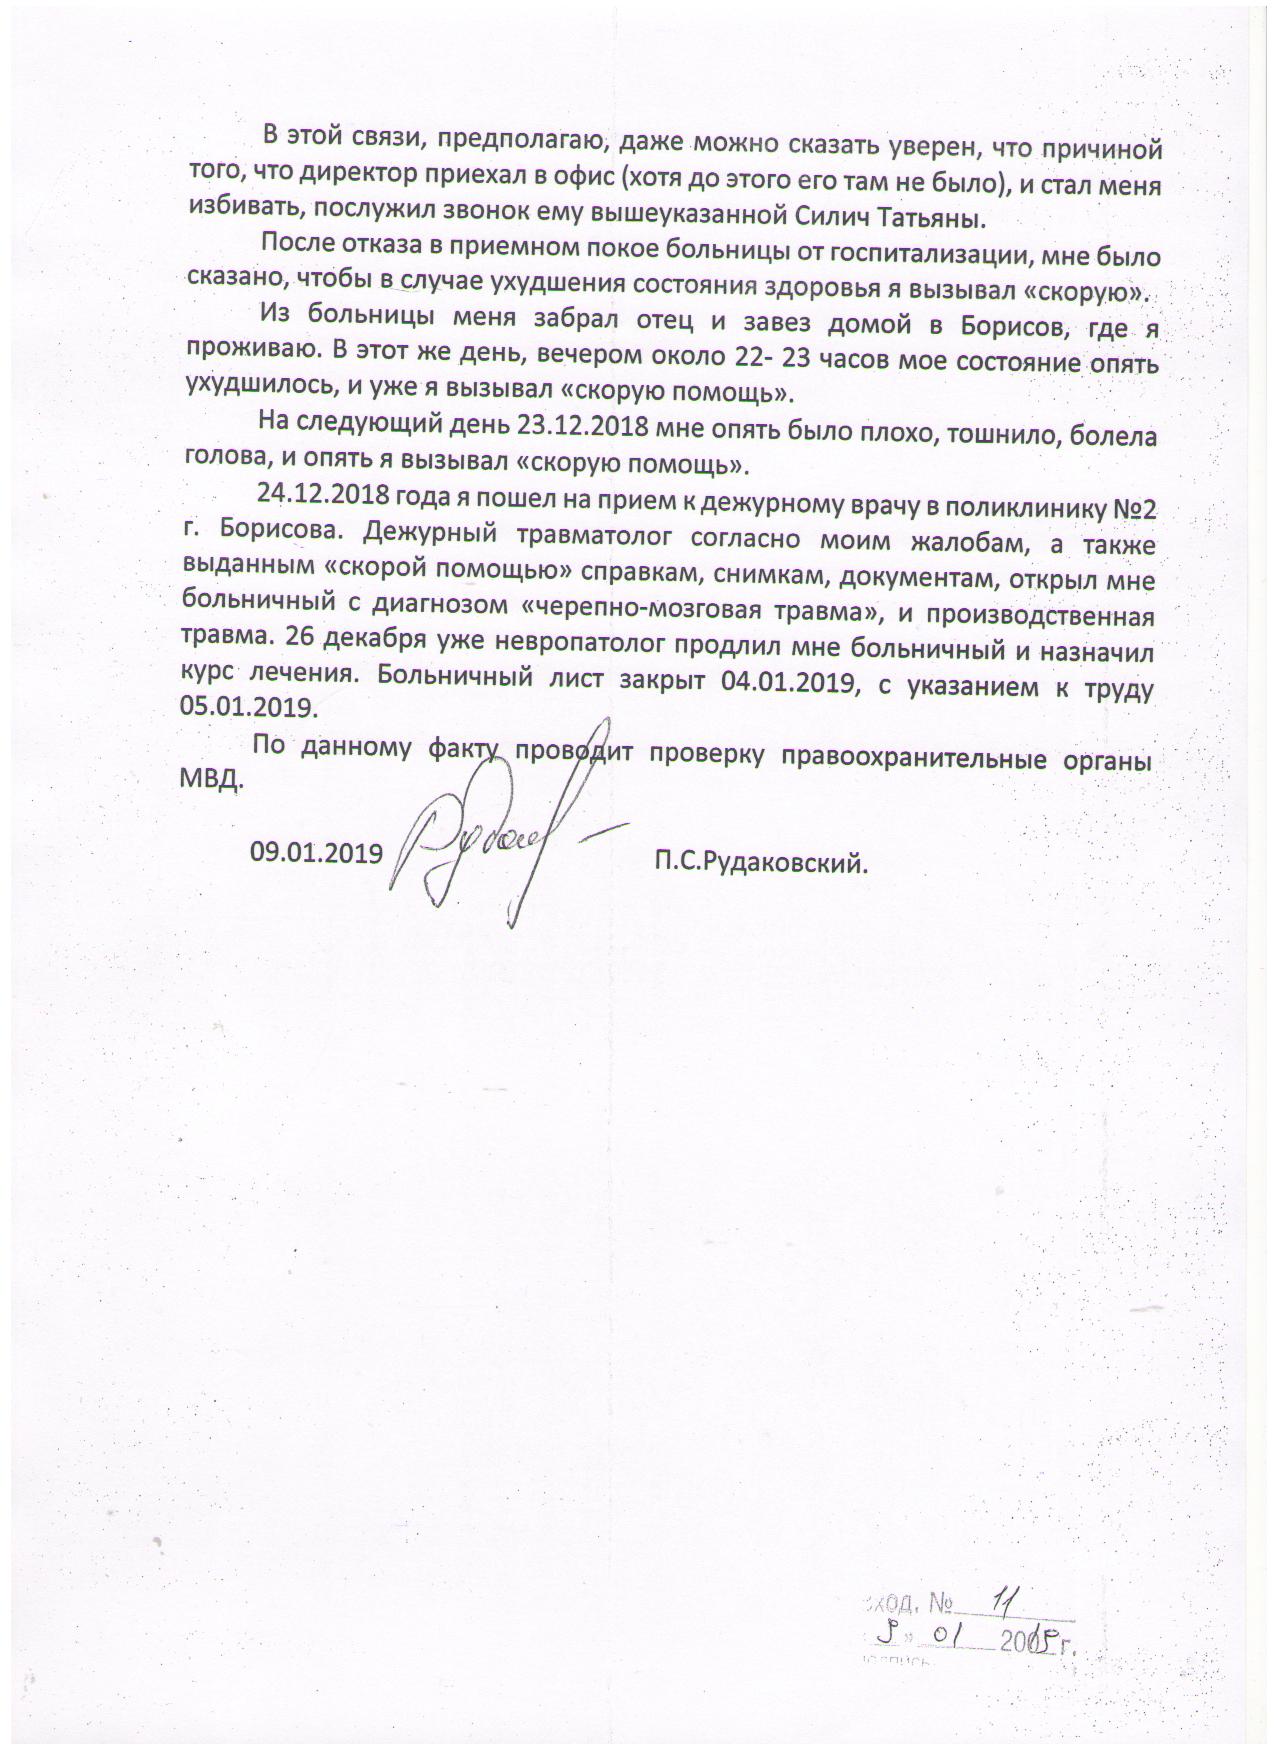 В этой связи, предполагаю, даже можно сказать уверен, что причиной
того, что директор приехал в офис (хотя до этого его там не было), и стал меня
избивать, послужил звонок ему вышеуказанной Силич Татьяны.
После отказа в приемном покое больницы от госпитализации, мне было
сказано, чтобы в случае ухудшения состояния здоровья я вызывал «скорую».
Из больницы меня забрал отец и завез домой в Борисов, где я
проживаю. В этот же день, вечером около 22- 23 часов мое состояние опять
ухудшилось, и уже я вызывал «скорую помощь».
На следующий день 23.12.2018 мне опять было плохо, тошнило, болела
голова, и опять я вызывал «скорую помощь».
24.12.2018 года я пошел на прием к дежурному врачу в поликлинику №2
г. Борисова. Дежурный травматолог согласно моим жалобам, а также
выданным «скорой помощью» справкам, снимкам, документам, открыл мне
больничный с диагнозом «черепно-мозговая травма», и производственная
травма. 26 декабря уже невропатолог продлил мне больничный и назначил
курс лечения. Больничный лист закрыт 04.01.2019, с указанием к труду
05.01.2019.
По данному факту проводит проверку правоохранительные органы
МВД.
09.01.2019 П.С.Рудаковский.
вход. № 11
9 » 01 2019 г.
подпись